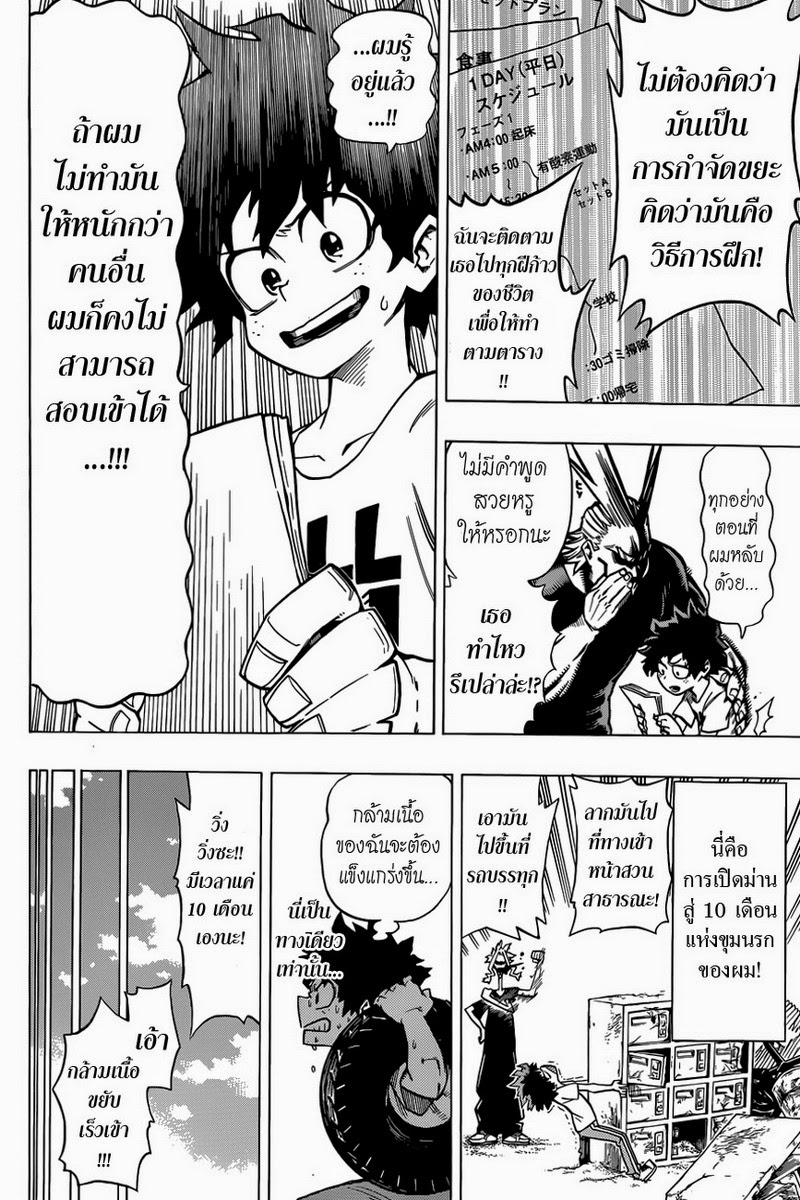 ไม่ต้องคิดว่า
มันเป็น
การกำจัดขยะ
คิดว่ามันคือ
วิธีการฝึก!
セットプラン
食事
1 DAY(平日)
スケジュール
フェーズ1
・AM4:00 起床
・AM5:00
有酸素運動
セットA
セットB
5:30
学校
:30ゴミ掃除
7:00帰宅
ฉันจะติดตาม
เธอไปทุกฝีก้าว
ของชีวิต
เพื่อให้ทำ
ตามตาราง
!!
...ผมรู้
อยู่แล้ว
...!!
ถ้าผม
ไม่ทำมัน
ให้หนักกว่า
คนอื่น
ผมก็คงไม่
สามารถ
สอบเข้าได้
...!!!
ทุกอย่าง
ตอนที่
ผมหลับ
ด้วย...
ไม่มีคำพูด
สวยหรู
ให้หรอกนะ
เธอ
ทำไหว
รึเปล่าล่ะ!?
นี่คือ
การเปิดม่าน
สู่ 10 เดือน
แห่งขุมนรก
ของผม!
ลากมันไป
ที่ทางเข้า
หน้าสวน
สาธารณะ!
เอามัน
ไปขึ้นที่
รถบรรทุก
!!
กล้ามเนื้อ
ของฉันจะต้อง
แข็งแกร่งขึ้น...
นี่เป็น
ทางเดียว
เท่านั้น...
วิ่ง
วิ่งซะ!!
มีเวลาแค่
10 เดือน
เองนะ!
เอ้า
กล้ามเนื้อ
ขยับ
เร็วเข้า
!!!